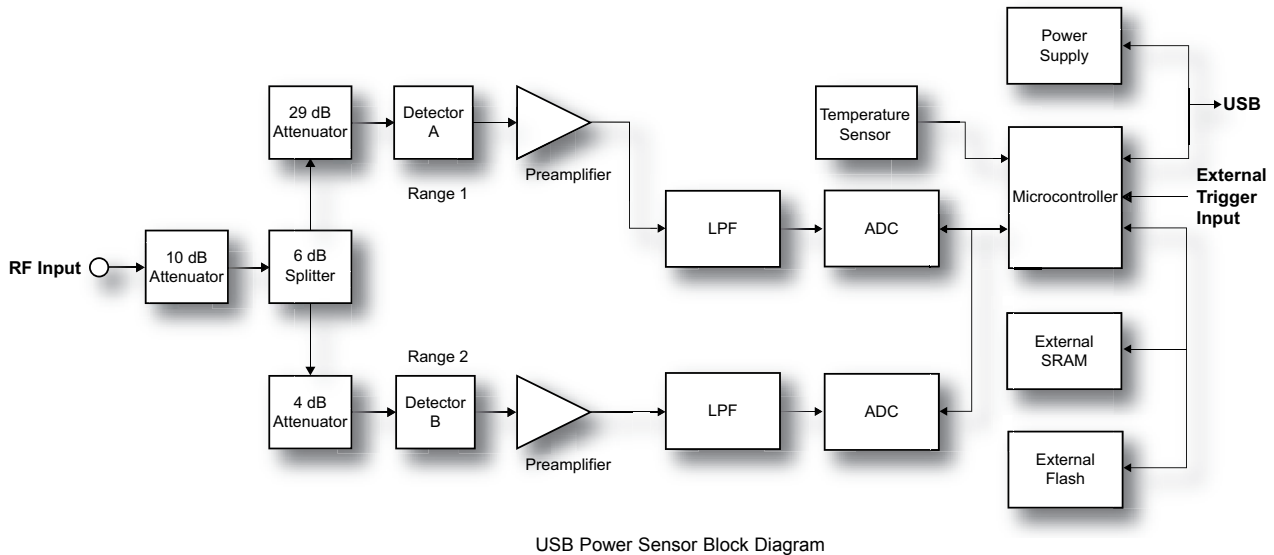 Power
Supply
USB
29 dB
Attenuator
Detector
A
Preamplifier
Range 1
Temperature
Sensor
Microcontroller
External
Trigger
Input
LPF
ADC
RF Input
10 dB
Attenuator
6 dB
Splitter
External
SRAM
Range 2
4 dB
Attenuator
Detector
B
Preamplifier
LPF
ADC
External
Flash
USB Power Sensor Block Diagram